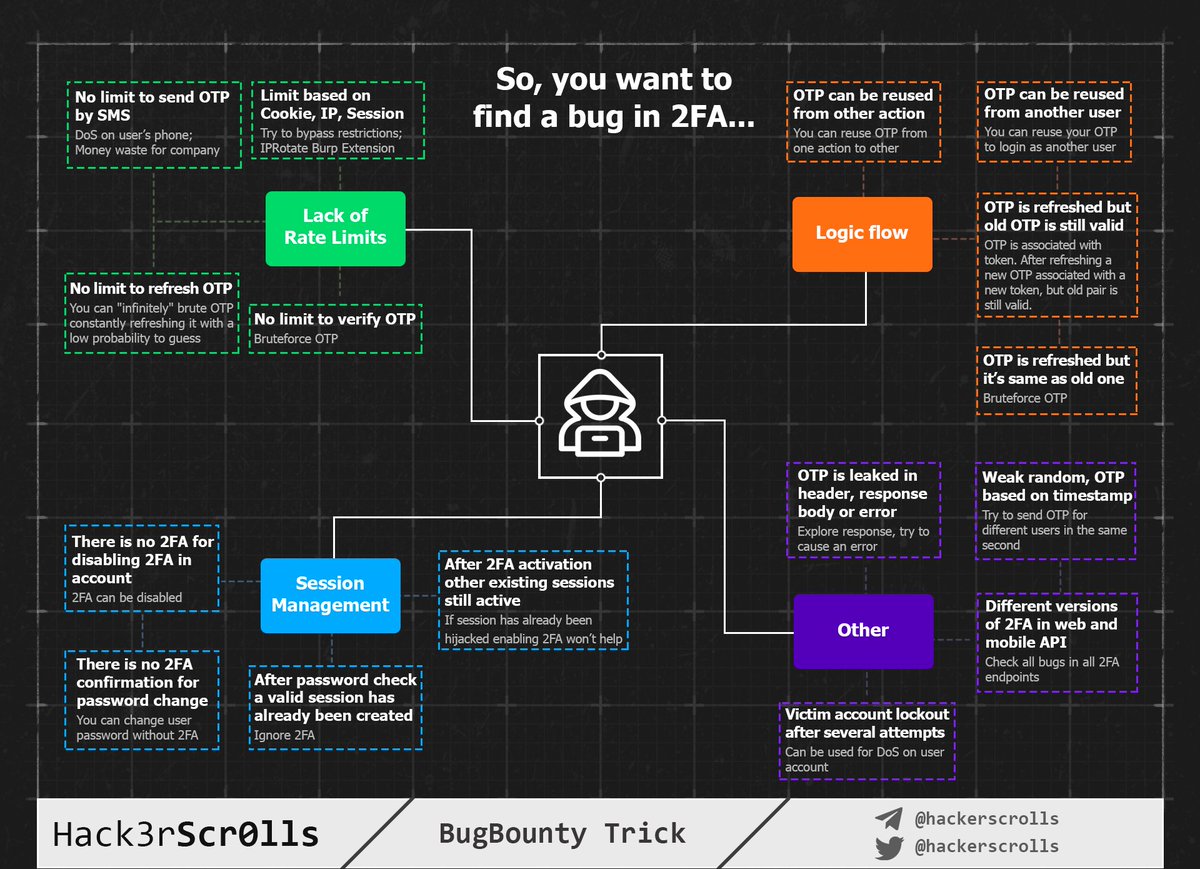 So, you want to
find a bug in 2FA...
No limit to send OTP
by SMS
DoS on user's phone;
Money waste for company
Limit based on
Cookie, IP, Session
Try to bypass restrictions;
IPRotate Burp Extension
Lack of
Rate Limits
No limit to refresh OTP
You can "infinitely" brute OTP
constantly refreshing it with a
low probability to guess
No limit to verify OTP
Bruteforce OTP
OTP can be reused
from other action
You can reuse OTP from
one action to other
OTP can be reused
from another user
You can reuse your OTP
to login as another user
Logic flow
OTP is refreshed but
old OTP is still valid
OTP is associated with
token. After refreshing a
new OTP associated with a
new token, but old pair is
still valid.
OTP is refreshed but
it's same as old one
Bruteforce OTP
There is no 2FA for
disabling 2FA in
account
2FA can be disabled
Session
Management
After 2FA activation
other existing sessions
still active
If session has already been
hijacked enabling 2FA won't help
There is no 2FA
confirmation for
password change
You can change user
password without 2FA
After password check
a valid session has
already been created
Ignore 2FA
OTP is leaked in
header, response
body or error
Explore response, try to
cause an error
Weak random, OTP
based on timestamp
Try to send OTP for
different users in the same
second
Other
Different versions
of 2FA in web and
mobile API
Check all bugs in all 2FA
endpoints
Victim account lockout
after several attempts
Can be used for DoS on user
account
Hack3rScr0lls
BugBounty Trick
@hackerscrolls
@hackerscrolls